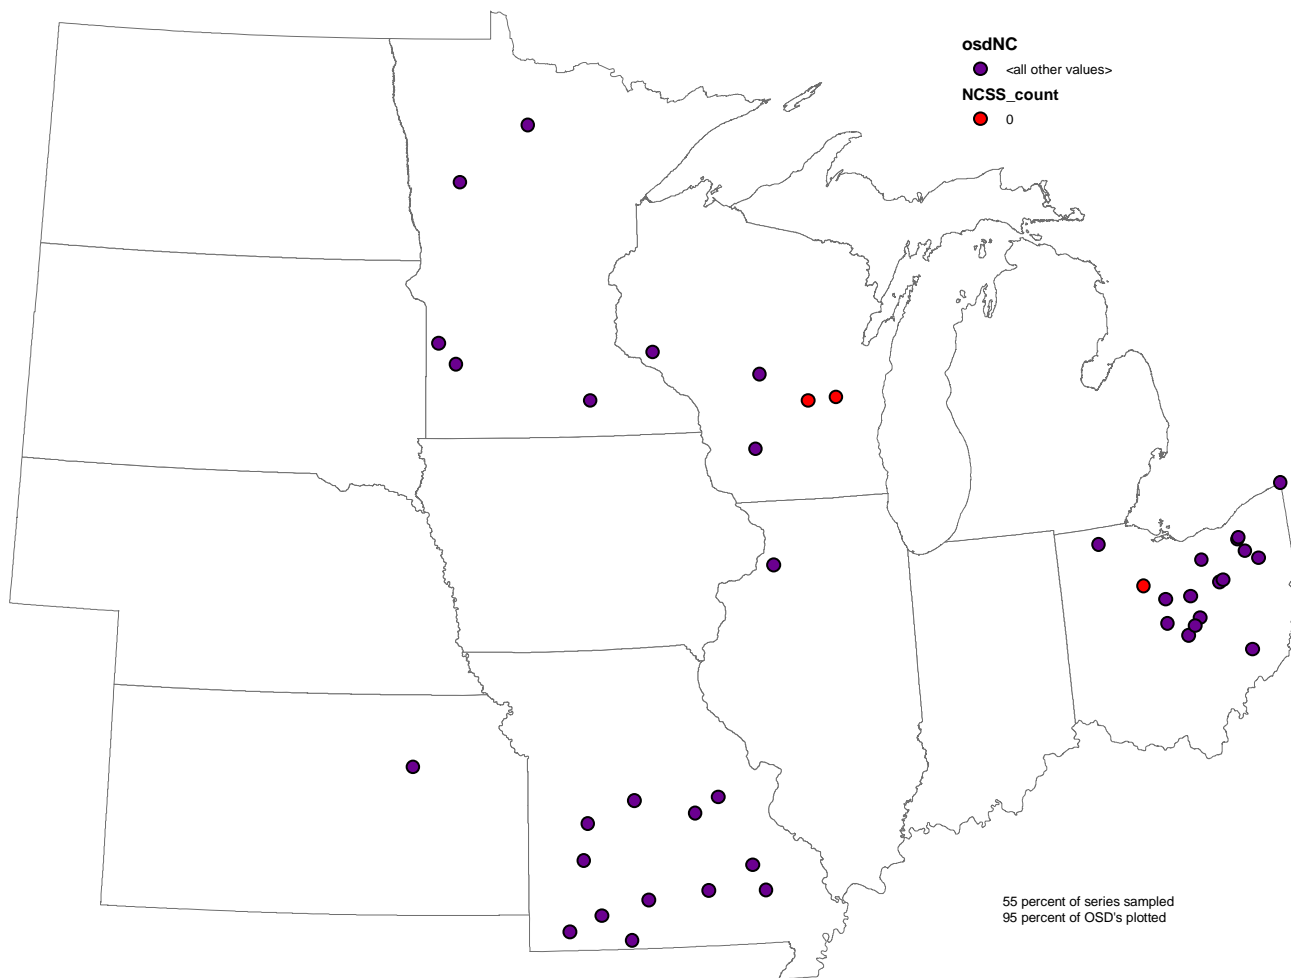 osdNC
<all other values>
NCSS_count
0
55 percent of series sampled
95 percent of OSD's plotted